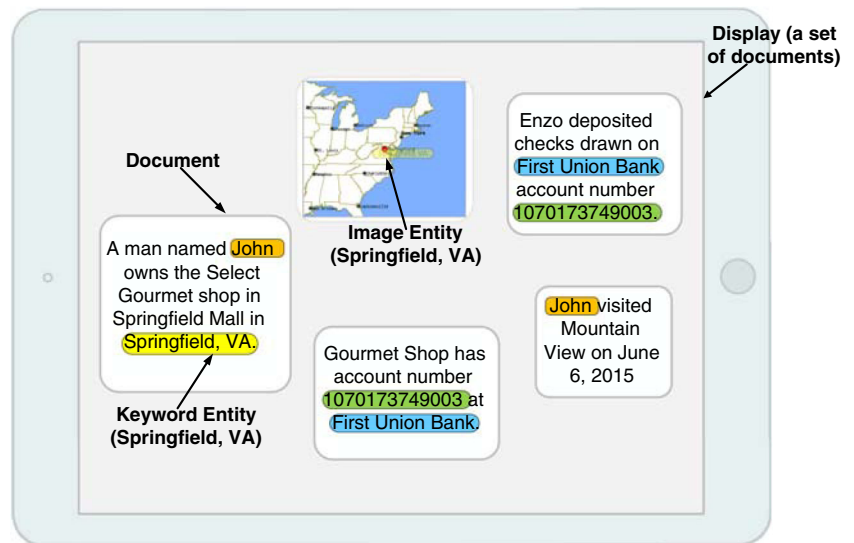 Display (a set
of documents)
Document
Image Entity
(Springfield, VA)
Enzo deposited
checks drawn on
First Union Bank
account number
1070173749003.
A man named John
owns the Select
Gourmet shop in
Springfield Mall in
Springfield, VA.
Keyword Entity
(Springfield, VA)
Gourmet Shop has
account number
1070173749003 at
First Union Bank.
John visited
Mountain
View on June
6, 2015